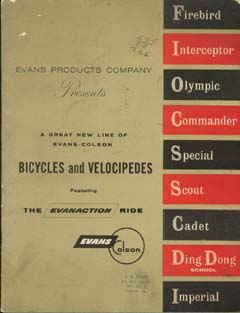 EVANS PRODUCTS COMPANY
Presents
A GREAT NEW LINE OF
EVANS-COLSON
BICYCLES and VELOCIPEDES
Featuring
THE EVANACTION RIDE
EVANS
Colson
Firebird
Interceptor
Olympic
Commander
Special
Scout
Cadet
Ding Dong
SCHOOL
Imperial